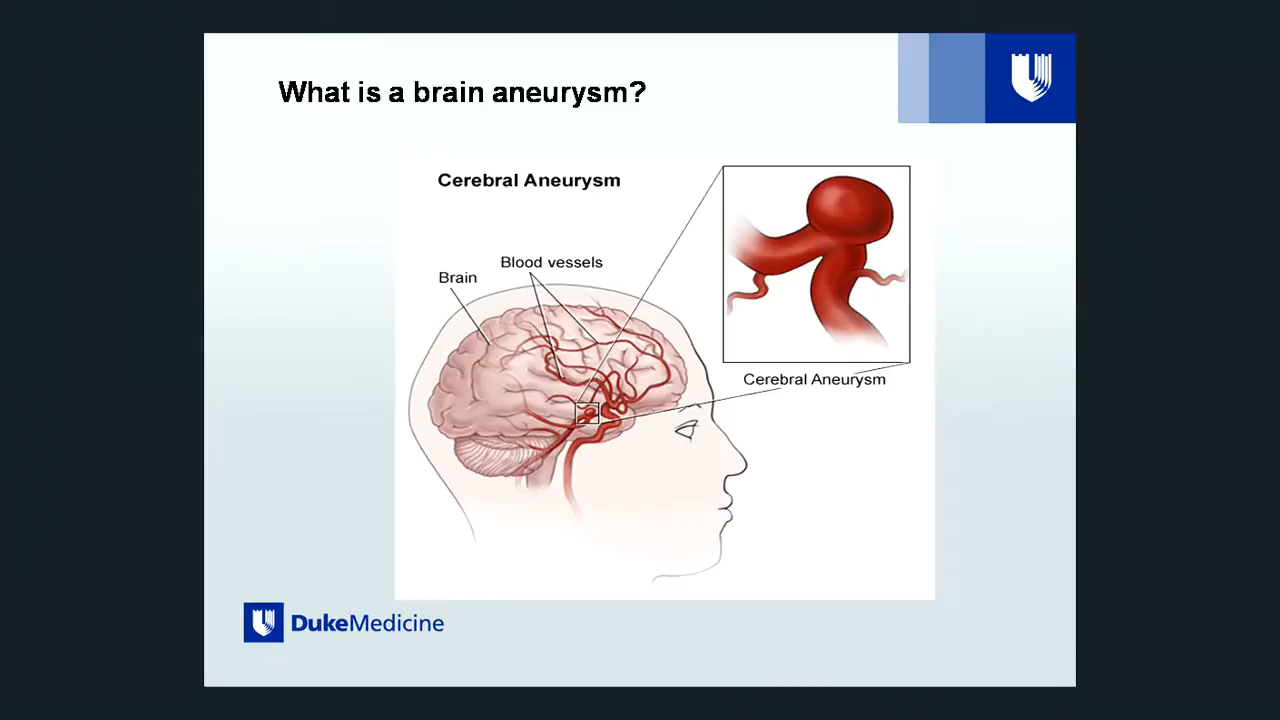 What is a brain aneurysm?
Cerebral Aneurysm
Blood vessels
Brain
Cerebral Aneurysm
DukeMedicine